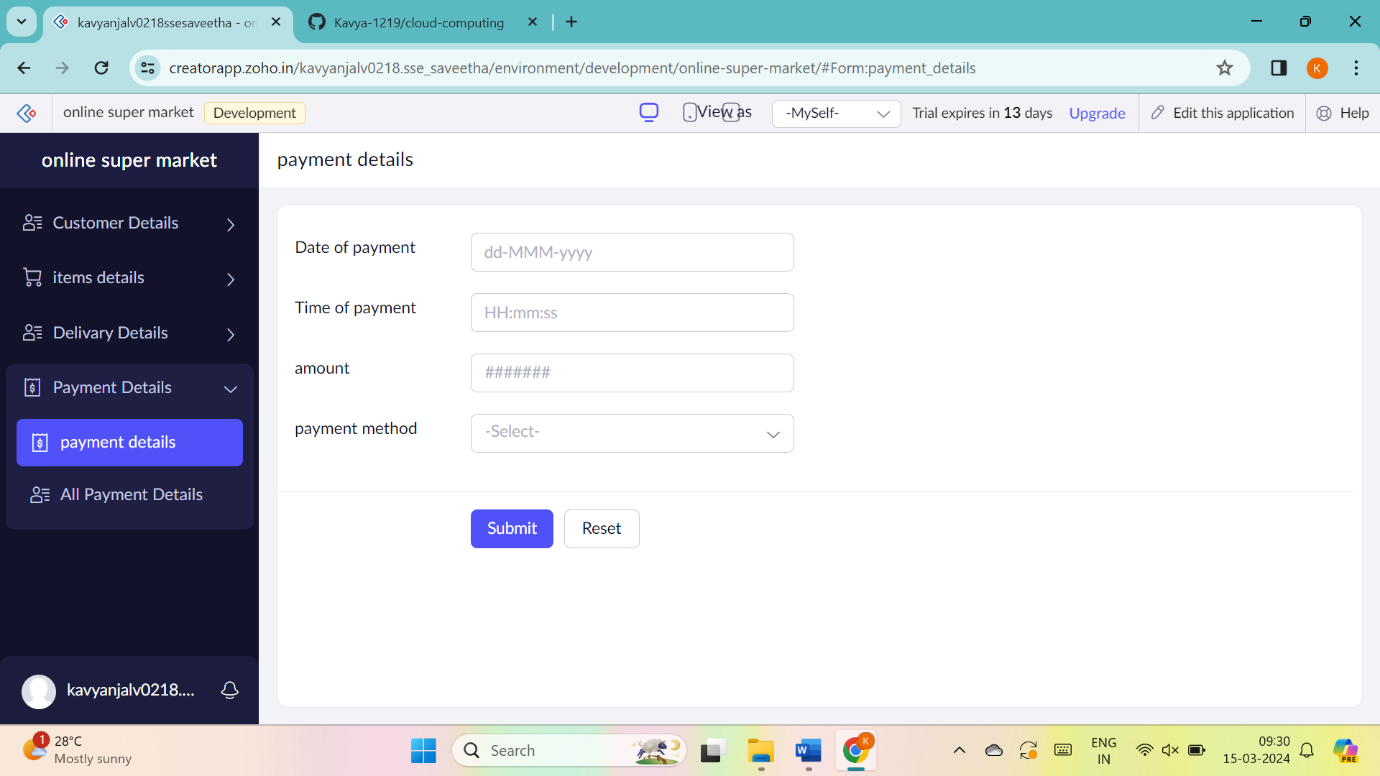 kavyanjalv0218ssesaveetha - on
Kavya-1219/cloud-computing
creatorapp.zoho.in/kavyanjalv0218.sse_saveetha/environment/development/online-super-market/#Form:payment_details
K
online super market
Development
View as
-MySelf-
Trial expires in 13 days
Upgrade
Edit this application
Help
online super market
payment details
Customer Details
items details
Delivary Details
Payment Details
payment details
All Payment Details
Date of payment
dd-MMM-yyyy
Time of payment
HH:mm:ss
amount
#######
payment method
-Select-
Submit
Reset
kavyanjalv0218....
1
28°C
Mostly sunny
Search
K
ENG
IN
09:30
15-03-2024
PRE